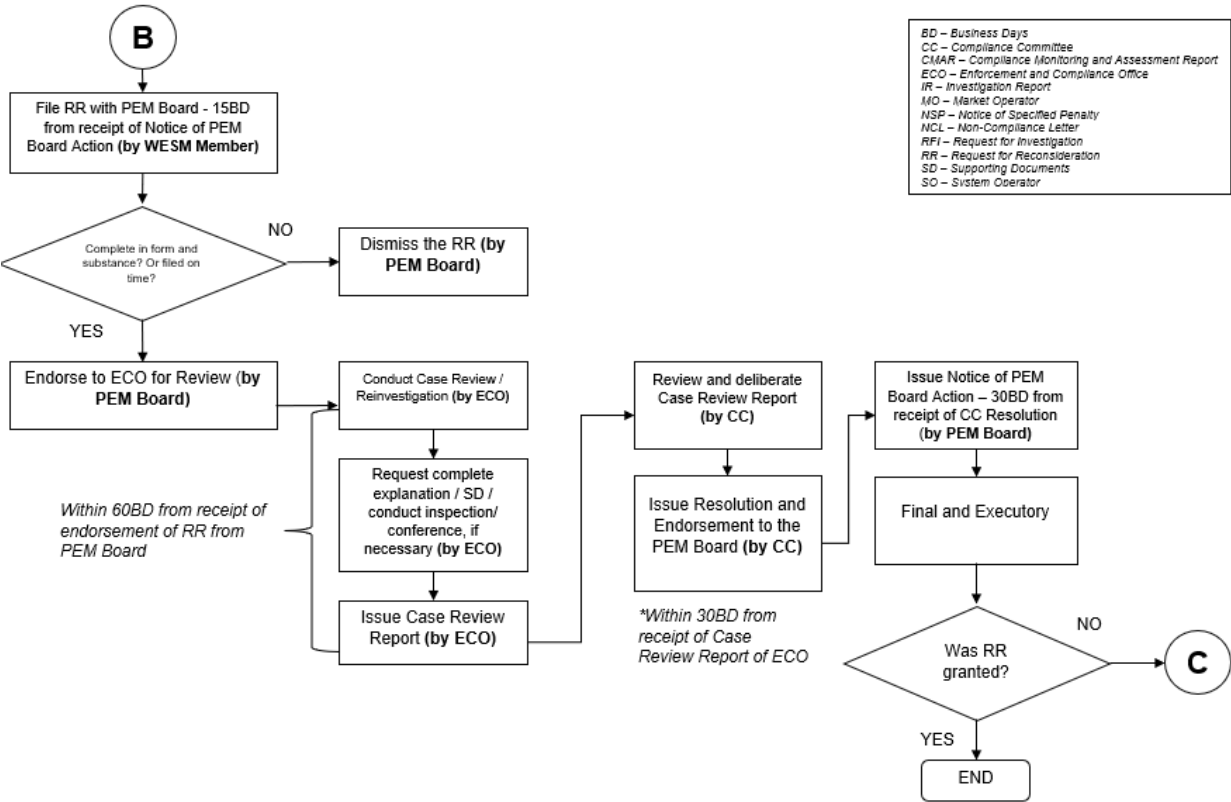 B
File RR with PEM Board - 15BD
from receipt of Notice of PEM
Board Action (by WESM Member)
Complete in form and
substance? Or filed on
time?
NO
Dismiss the RR (by
PEM Board)
YES
Endorse to ECO for Review (by
PEM Board)
Conduct Case Review /
Reinvestigation (by ECO)
Request complete
explanation / SD /
conduct inspection/
conference, if
necessary (by ECO)
Issue Case Review
Report (by ECO)
Within 60BD from receipt of
endorsement of RR from
PEM Board
Review and deliberate
Case Review Report
(by CC)
Issue Resolution and
Endorsement to the
PEM Board (by CC)
*Within 30BD from
receipt of Case
Review Report of ECO
Issue Notice of PEM
Board Action – 30BD from
receipt of CC Resolution
(by PEM Board)
Final and Executory
Was RR
granted?
NO
C
YES
END
BD – Business Days
CC – Compliance Committee
CMAR – Compliance Monitoring and Assessment Report
ECO – Enforcement and Compliance Office
IR – Investigation Report
MO – Market Operator
NSP – Notice of Specified Penalty
NCL – Non-Compliance Letter
RFI – Request for Investigation
RR – Request for Reconsideration
SD – Supporting Documents
SO – System Operator